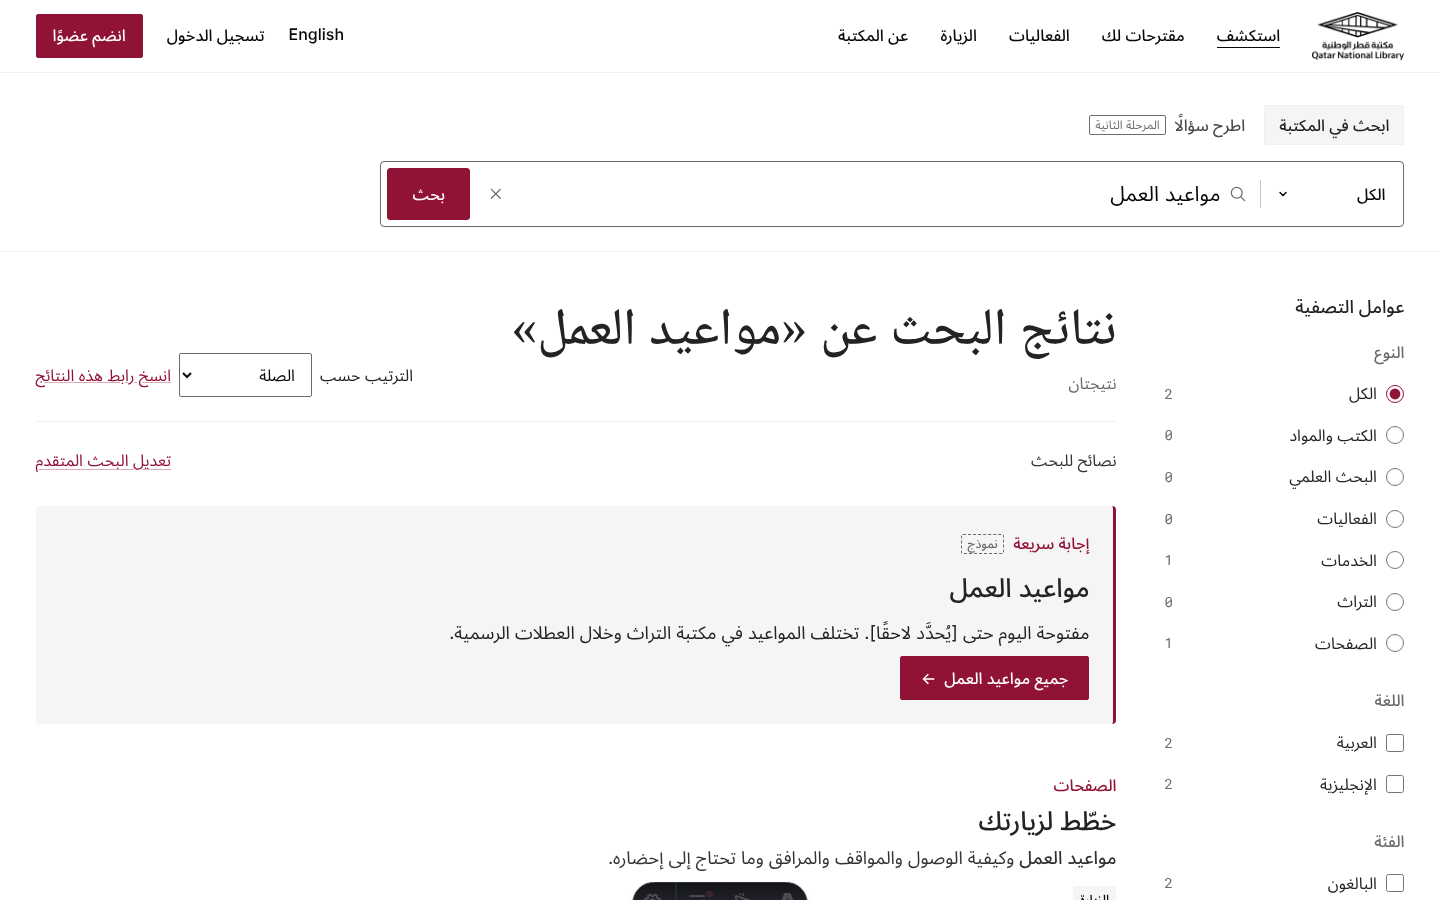 مكتبة قطر الوطنية
Qatar National Library
استكشف
مقترحات لك
الفعاليات
الزيارة
عن المكتبة
English
تسجيل الدخول
انضم عضوًا
ابحث في المكتبة
اطرح سؤالًا
المرحلة الثانية
الكل
مواعيد العمل
بحث
عوامل التصفية
النوع
الكل 2
الكتب والمواد 0
البحث العلمي 0
الفعاليات 0
الخدمات 1
التراث 0
الصفحات 1
اللغة
العربية 2
الإنجليزية 2
الفئة
البالغون 2
نتائج البحث عن «مواعيد العمل»
نتيجتان
الترتيب حسب
الصلة
انسخ رابط هذه النتائج
نصائح للبحث
تعديل البحث المتقدم
إجابة سريعة
نموذج
مواعيد العمل
مفتوحة اليوم حتى [يُحدَّد لاحقًا]. تختلف المواعيد في مكتبة التراث وخلال العطلات الرسمية.
جميع مواعيد العمل ←
الصفحات
خطّط لزيارتك
مواعيد العمل وكيفية الوصول والمواقف والمرافق وما تحتاج إلى إحضاره.
الزيارة